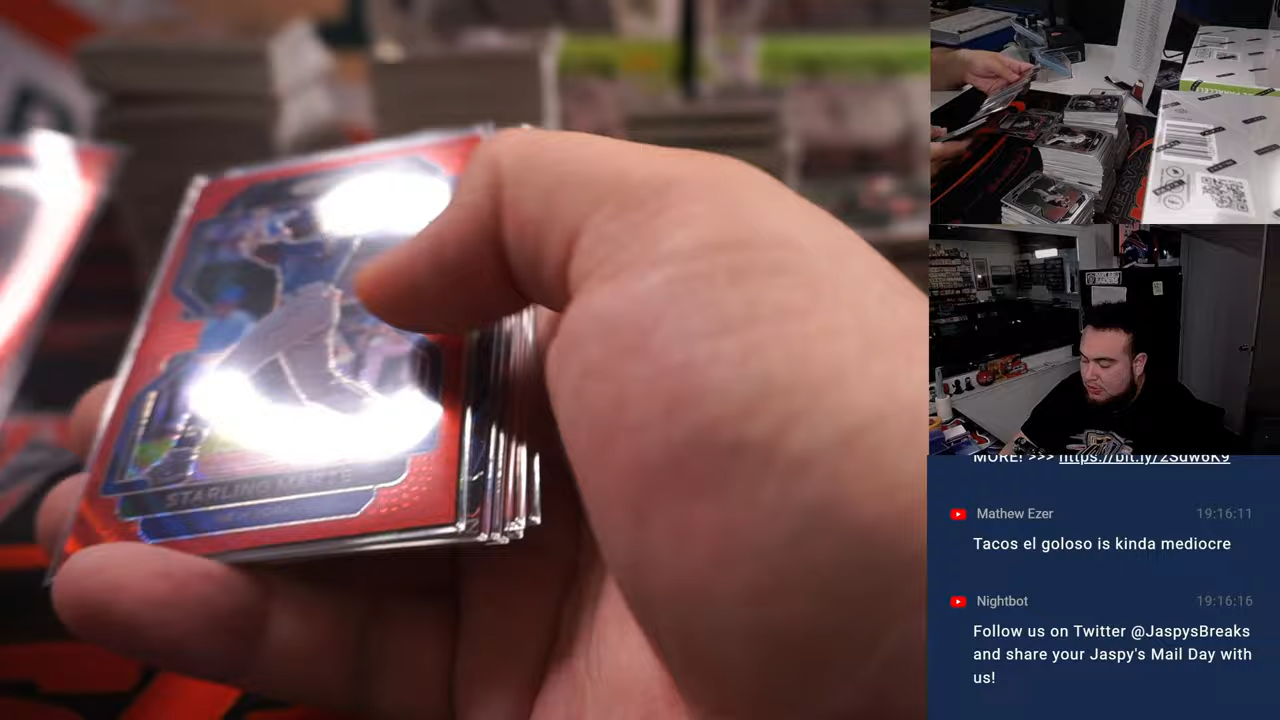 STARLING MARTE
MORE! >>> https://bit.ly/2Sdw6K9
Mathew Ezer
19:16:11
Tacos el goloso is kinda mediocre
Nightbot
19:16:16
Follow us on Twitter @JaspysBreaks
and share your Jaspy's Mail Day with
us!